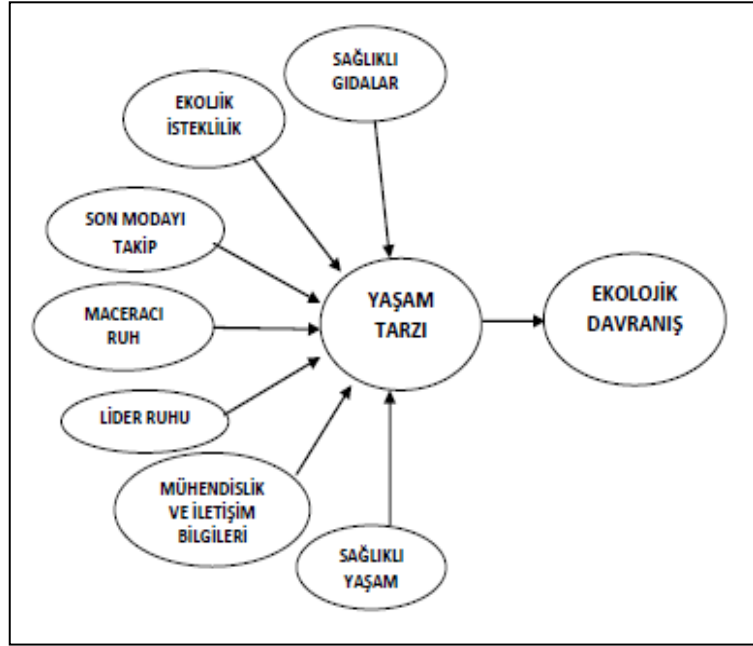 SAĞLIKLI
GIDALAR
EKOLJİK
İSTEKLİLİK
SON MODAYI
TAKİP
MACERACI
RUH
LİDER RUHU
MÜHENDİSLİK
VE İLETİŞİM
BİLGİLERİ
SAĞLIKLI
YAŞAM
YAŞAM
TARZI
EKOLOJİK
DAVRANIŞ